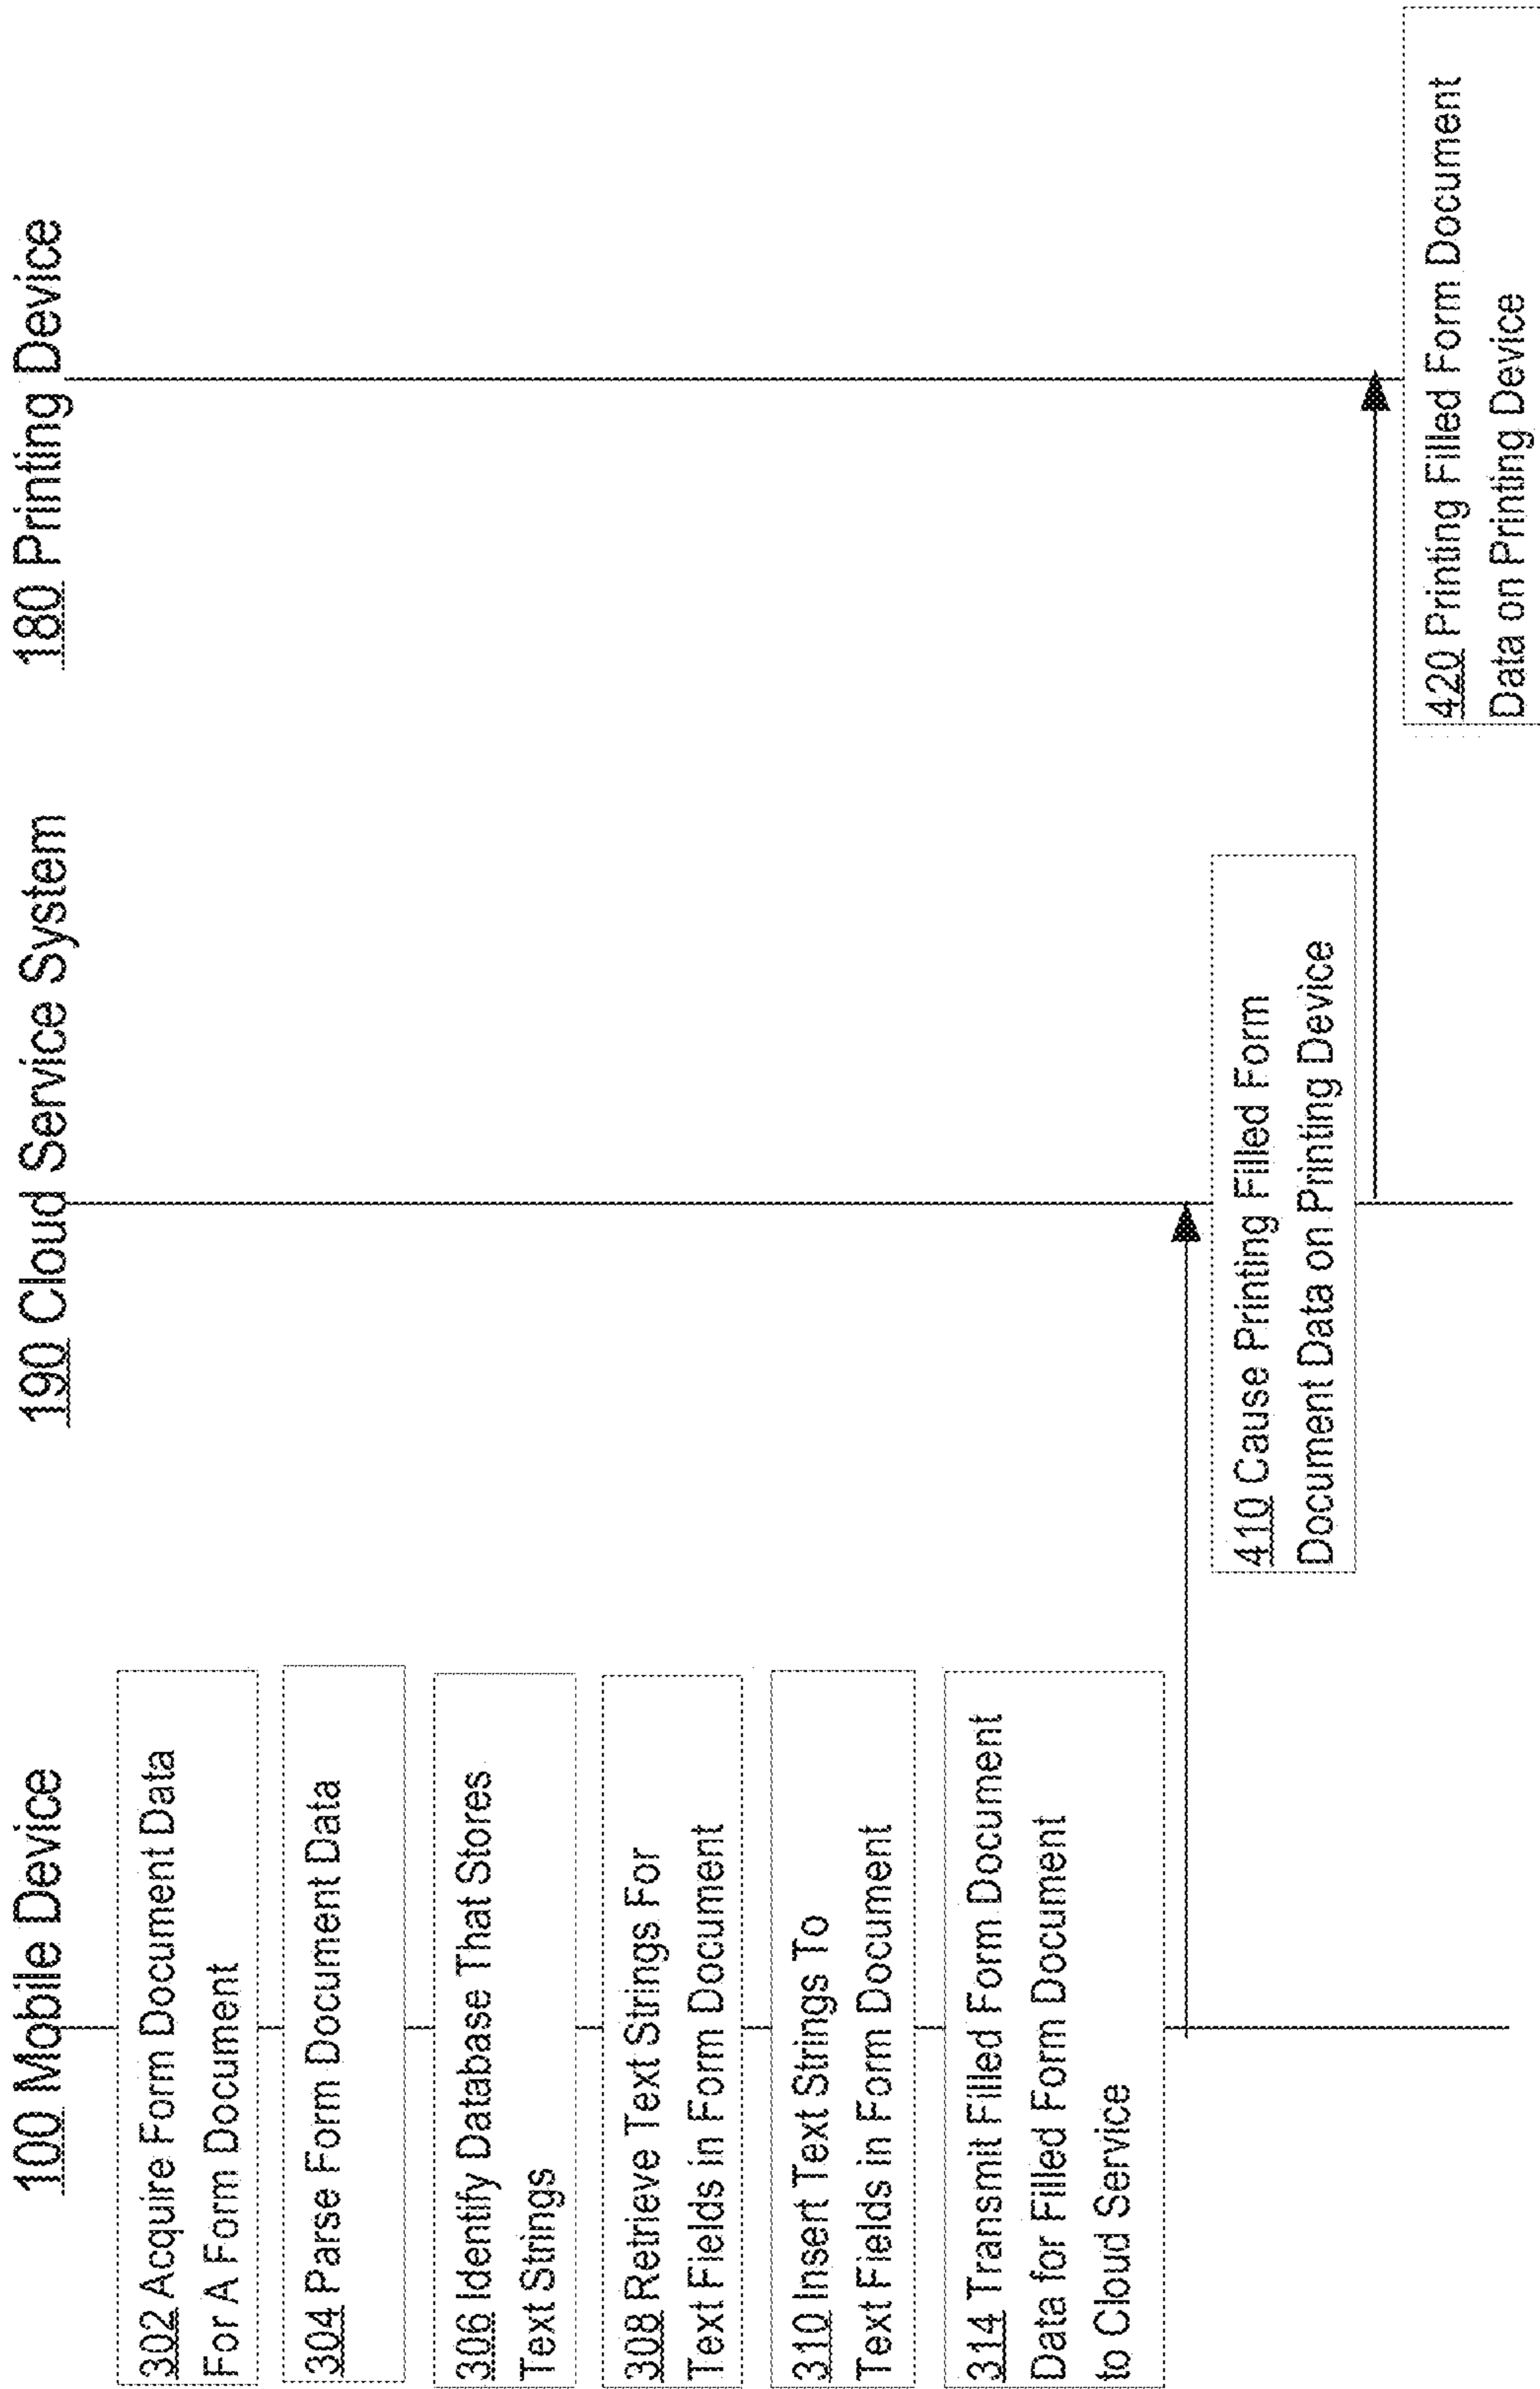 100 Mobile Device
190 Cloud Service System
180 Printing Device
302 Acquire Form Document Data
For A Form Document
304 Parse Form Document Data
306 Identify Database That Stores
Text Strings
308 Retrieve Text Strings For
Text Fields in Form Document
310 Insert Text Strings To
Text Fields in Form Document
314 Transmit Filled Form Document
Data for Filled Form Document
to Cloud Service
410 Cause Printing Filled Form
Document Data on Printing Device
420 Printing Filled Form Document
Data on Printing Device